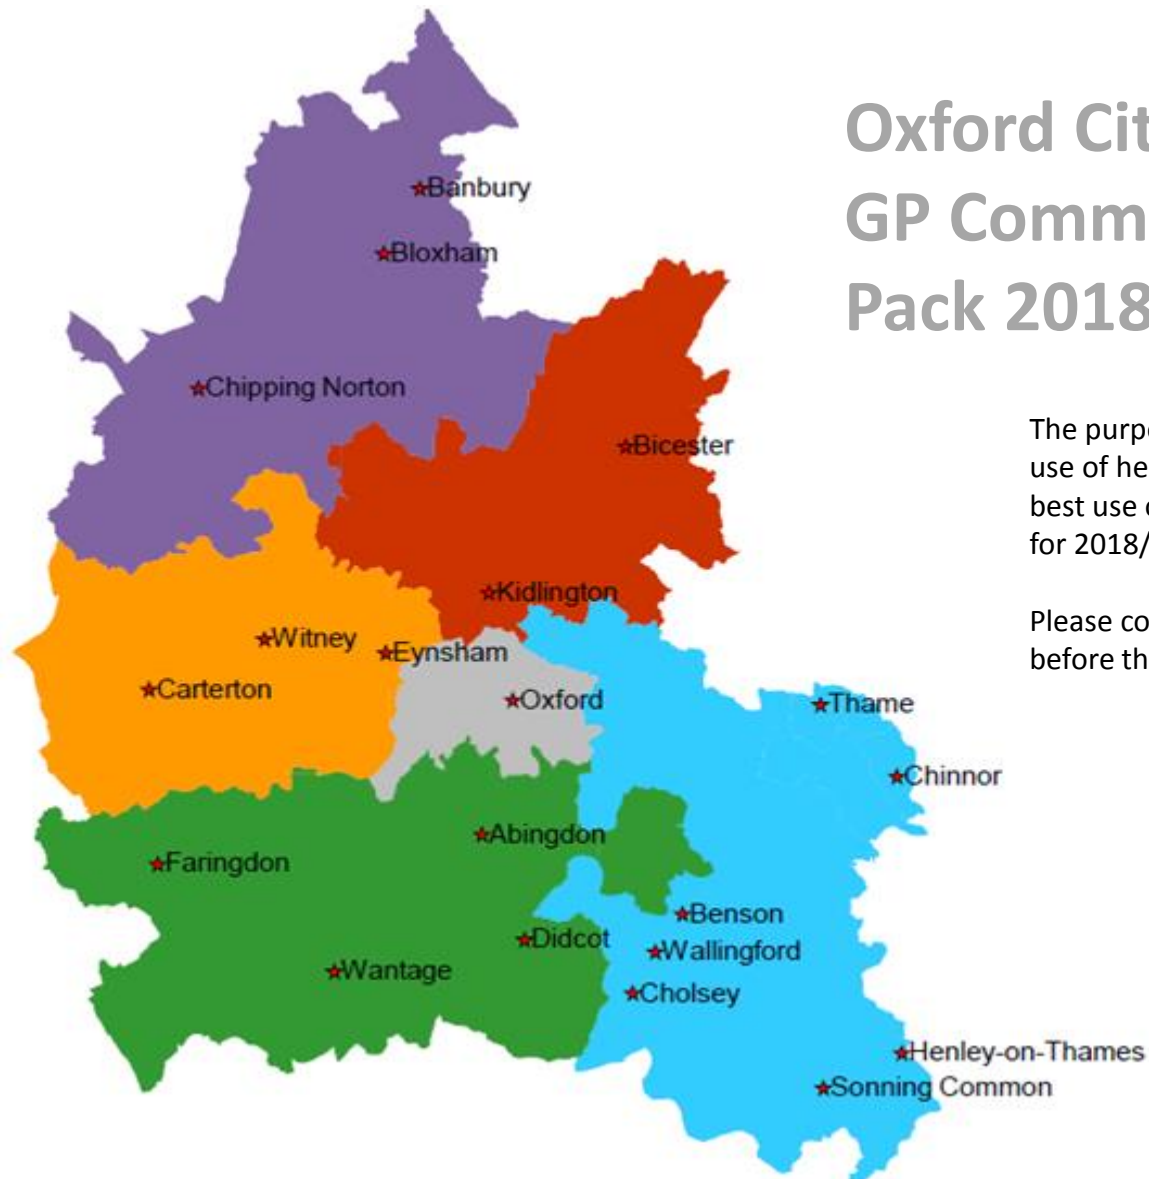 Oxford Cit
GP Comm
Pack 2018
The purp
use of he
best use
for 2018/
Please co
before th
Banbury
Bloxham
Chipping Norton
Bicester
Kidlington
Witney
Eynsham
Carterton
Oxford
Thame
Chinnor
Abingdon
Faringdon
Benson
Didcot
Wallingford
Wantage
Cholsey
Henley-on-Thames
Sonning Common